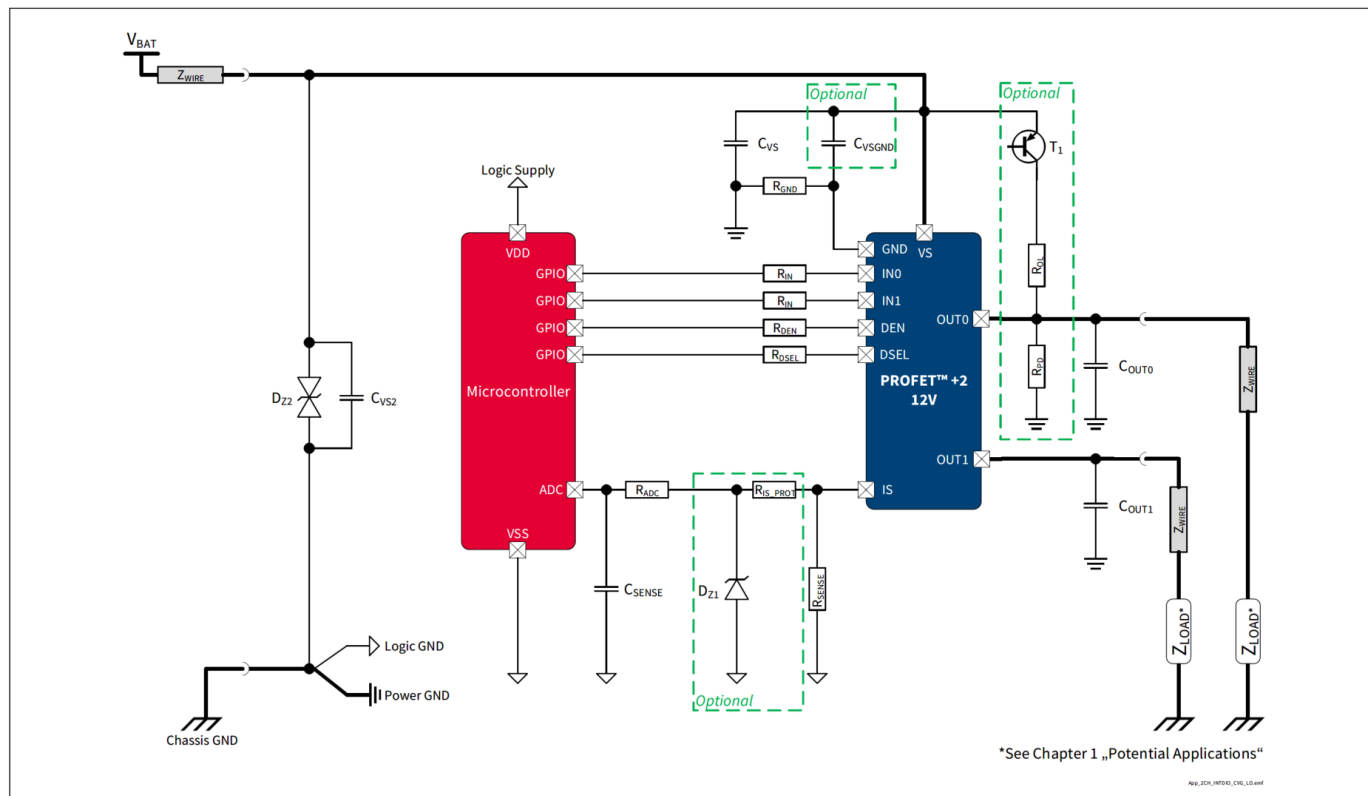 VBAT
ZWIRE
Optional
Optional
CVS
CVSGND
T1
Logic Supply
RGND
VDD
GND
VS
GPIO
RIN
IN0
ROL
GPIO
RIN
IN1
GPIO
RDEN
DEN
OUT0
GPIO
RDSEL
DSEL
RPD
COUT0
ZWIRE
Microcontroller
PROFET™ +2
12V
DZ2
CVS2
OUT1
ADC
RADC
RIS_PROT
IS
COUT1
ZWIRE
VSS
CSENSE
DZ1
RSENSE
Logic GND
ZLOAD*
ZLOAD*
Power GND
Optional
Chassis GND
*See Chapter 1 „Potential Applications“
App_2CH_INTDIO_CVG_LO.emf